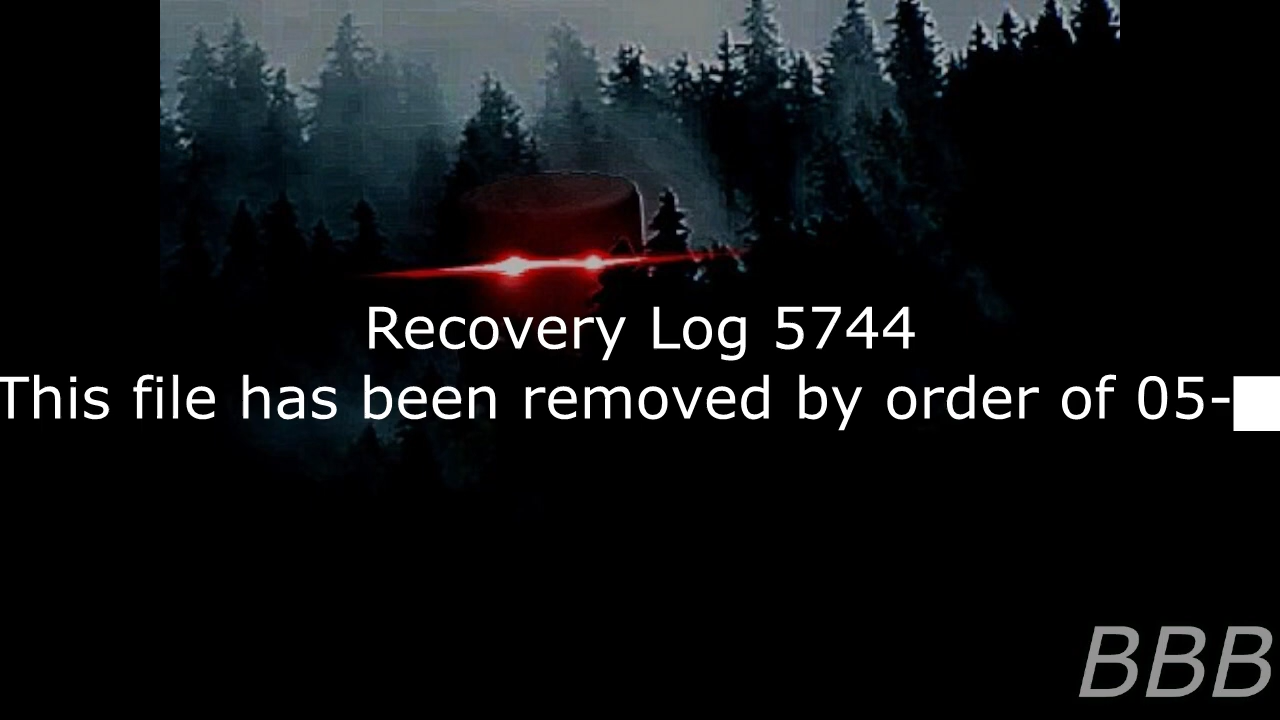 Recovery Log 5744
This file has been removed by order of 05-█
BBB